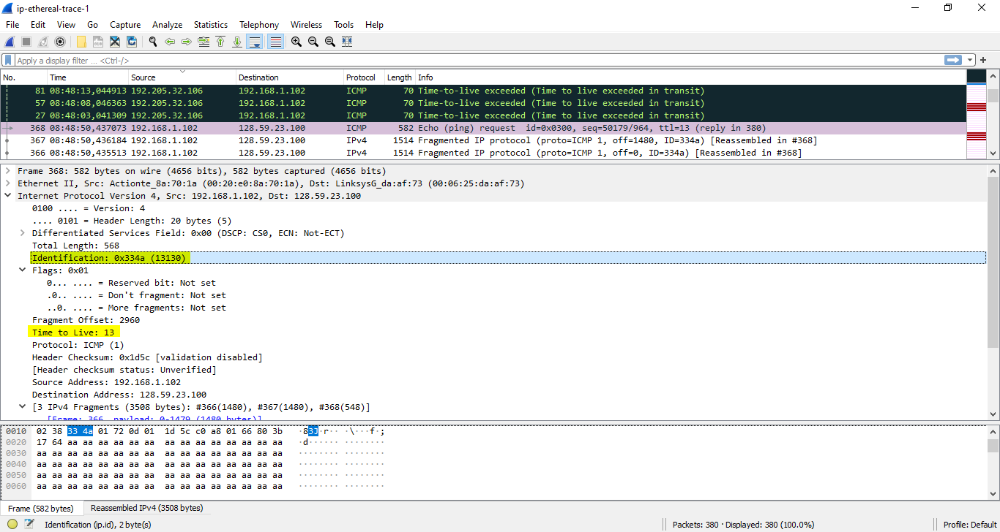 ip-ethereal-trace-1
File Edit View Go Capture Analyze Statistics Telephony Wireless Tools Help
Apply a display filter ... <Ctrl-/>
No. Time Source Destination Protocol Length Info
81 08:48:13,044913 192.205.32.106 192.168.1.102 ICMP 70 Time-to-live exceeded (Time to live exceeded in transit)
57 08:48:08,046363 192.205.32.106 192.168.1.102 ICMP 70 Time-to-live exceeded (Time to live exceeded in transit)
27 08:48:03,041309 192.205.32.106 192.168.1.102 ICMP 70 Time-to-live exceeded (Time to live exceeded in transit)
368 08:48:50,437073 192.168.1.102 128.59.23.100 ICMP 582 Echo (ping) request id=0x0300, seq=50179/964, ttl=13 (reply in 380)
367 08:48:50,436184 192.168.1.102 128.59.23.100 IPv4 1514 Fragmented IP protocol (proto=ICMP 1, off=1480, ID=334a) [Reassembled in #368]
366 08:48:50,435513 192.168.1.102 128.59.23.100 IPv4 1514 Fragmented IP protocol (proto=ICMP 1, off=0, ID=334a) [Reassembled in #368]
Frame 368: 582 bytes on wire (4656 bits), 582 bytes captured (4656 bits)
Ethernet II, Src: Actionte_8a:70:1a (00:20:e0:8a:70:1a), Dst: LinksysG_da:af:73 (00:06:25:da:af:73)
Internet Protocol Version 4, Src: 192.168.1.102, Dst: 128.59.23.100
0100 .... = Version: 4
.... 0101 = Header Length: 20 bytes (5)
Differentiated Services Field: 0x00 (DSCP: CS0, ECN: Not-ECT)
Total Length: 568
Identification: 0x334a (13130)
Flags: 0x01
0... .... = Reserved bit: Not set
.0.. .... = Don't fragment: Not set
..0. .... = More fragments: Not set
Fragment Offset: 2960
Time to Live: 13
Protocol: ICMP (1)
Header Checksum: 0x1d5c [validation disabled]
[Header checksum status: Unverified]
Source Address: 192.168.1.102
Destination Address: 128.59.23.100
[3 IPv4 Fragments (3508 bytes): #366(1480), #367(1480), #368(548)]
[Frame: 366, payload: 0-1479 (1480 bytes)]
0010 02 38 33 4a 01 72 0d 01 1d 5c c0 a8 01 66 80 3b ·83J·r·· ·\···f·;
0020 17 64 aa aa aa aa aa aa aa aa aa aa aa aa aa aa ·d······ ········
0030 aa aa aa aa aa aa aa aa aa aa aa aa aa aa aa aa ········ ········
0040 aa aa aa aa aa aa aa aa aa aa aa aa aa aa aa aa ········ ········
0050 aa aa aa aa aa aa aa aa aa aa aa aa aa aa aa aa ········ ········
0060 aa aa aa aa aa aa aa aa aa aa aa aa aa aa aa aa ········ ········
Frame (582 bytes) Reassembled IPv4 (3508 bytes)
Identification (ip.id), 2 byte(s) Packets: 380 · Displayed: 380 (100.0%) Profile: Default